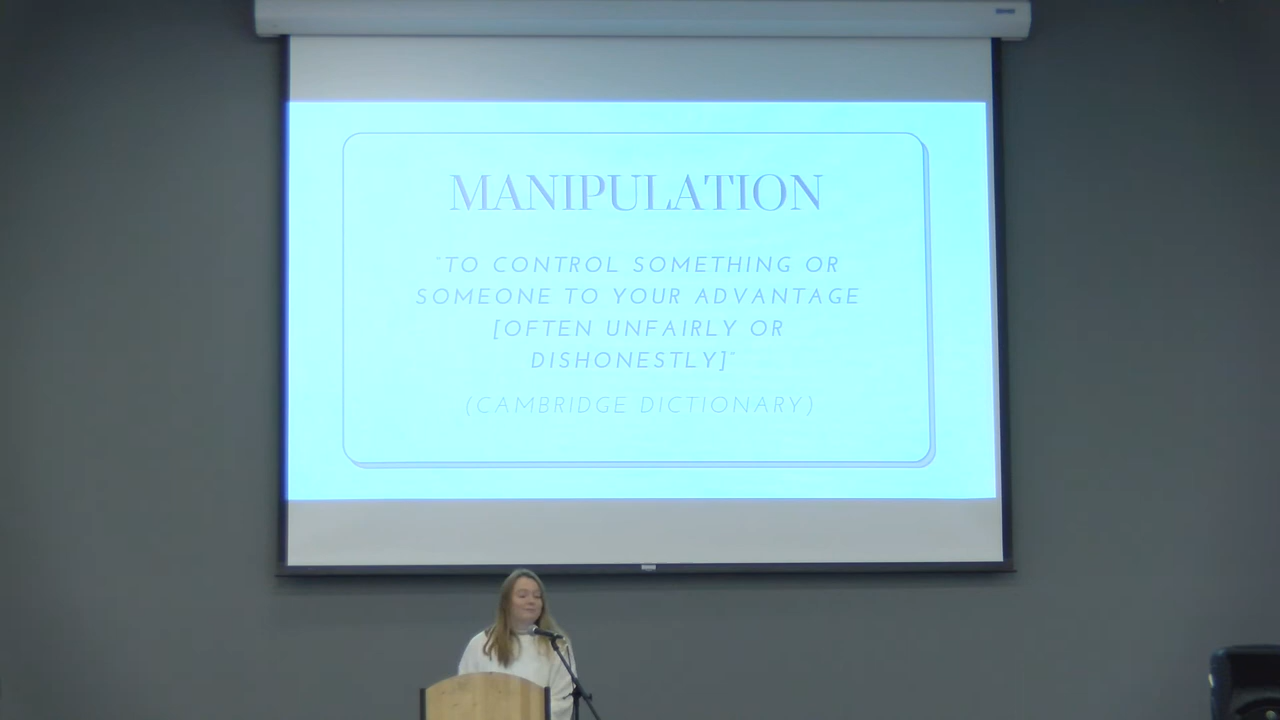 MANIPULATION
"TO CONTROL SOMETHING OR
SOMEONE TO YOUR ADVANTAGE
[OFTEN UNFAIRLY OR
DISHONESTLY]"
(CAMBRIDGE DICTIONARY)